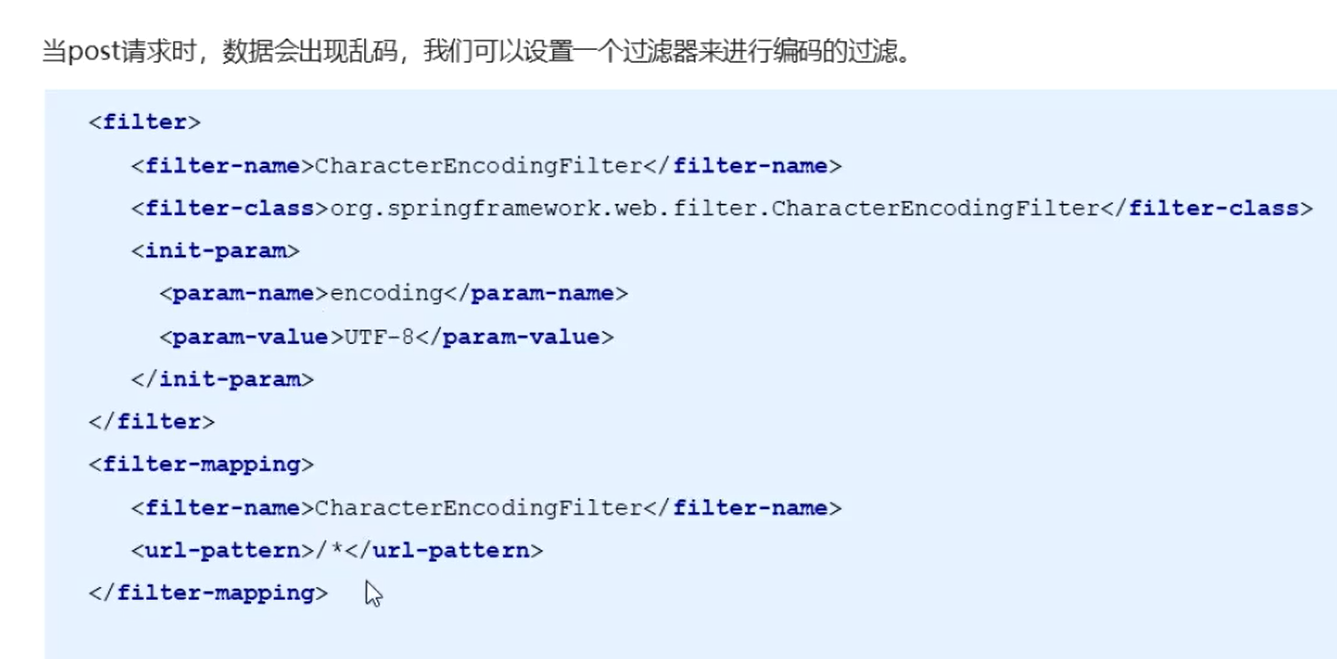 当post请求时，数据会出现乱码，我们可以设置一个过滤器来进行编码的过滤。
<filter>
<filter-name>CharacterEncodingFilter</filter-name>
<filter-class>org.springframework.web.filter.CharacterEncodingFilter</filter-class>
<init-param>
<param-name>encoding</param-name>
<param-value>UTF-8</param-value>
</init-param>
</filter>
<filter-mapping>
<filter-name>CharacterEncodingFilter</filter-name>
<url-pattern>/*</url-pattern>
</filter-mapping>